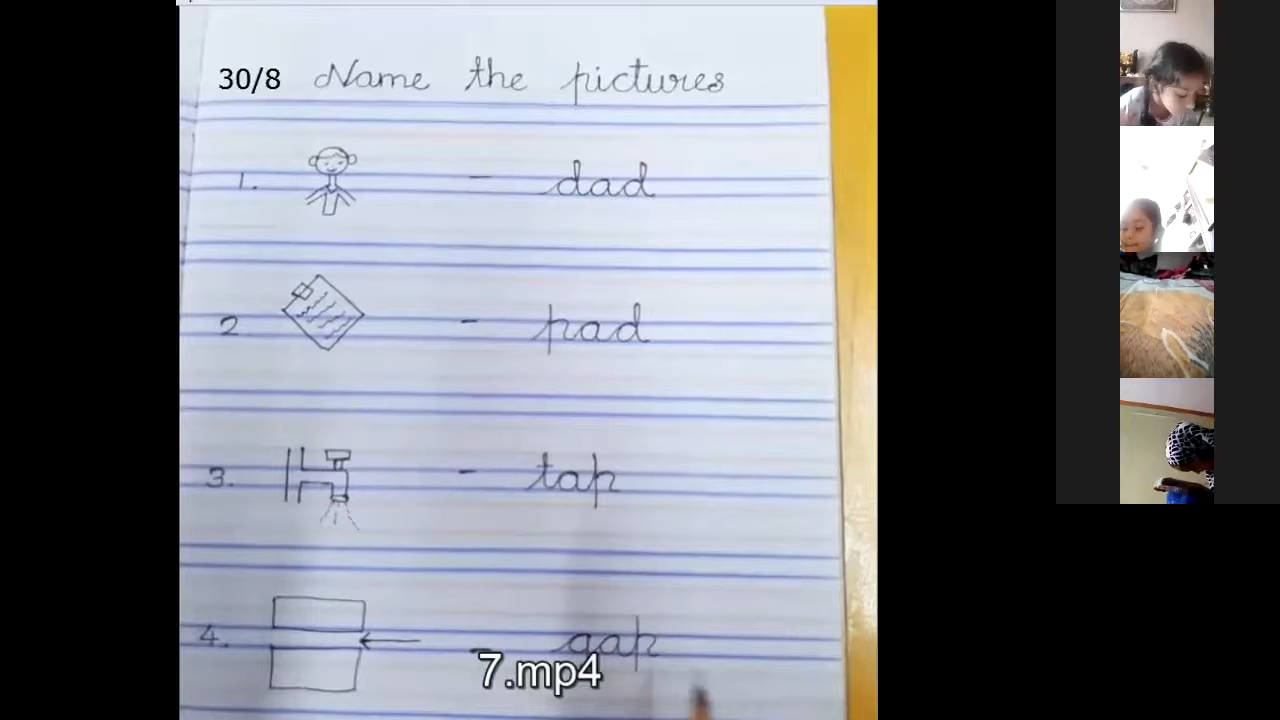 30/8 Name the pictures
1. - dad
2. - pad
3. - tap
4. - gap
7.mp4